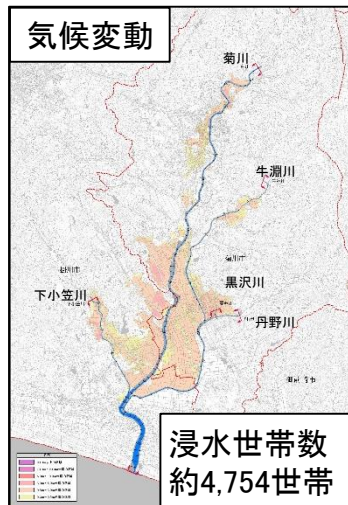 気候変動
菊川
牛淵川
黒沢川
下小笠川
丹野川
浸水世帯数
約4,754世帯